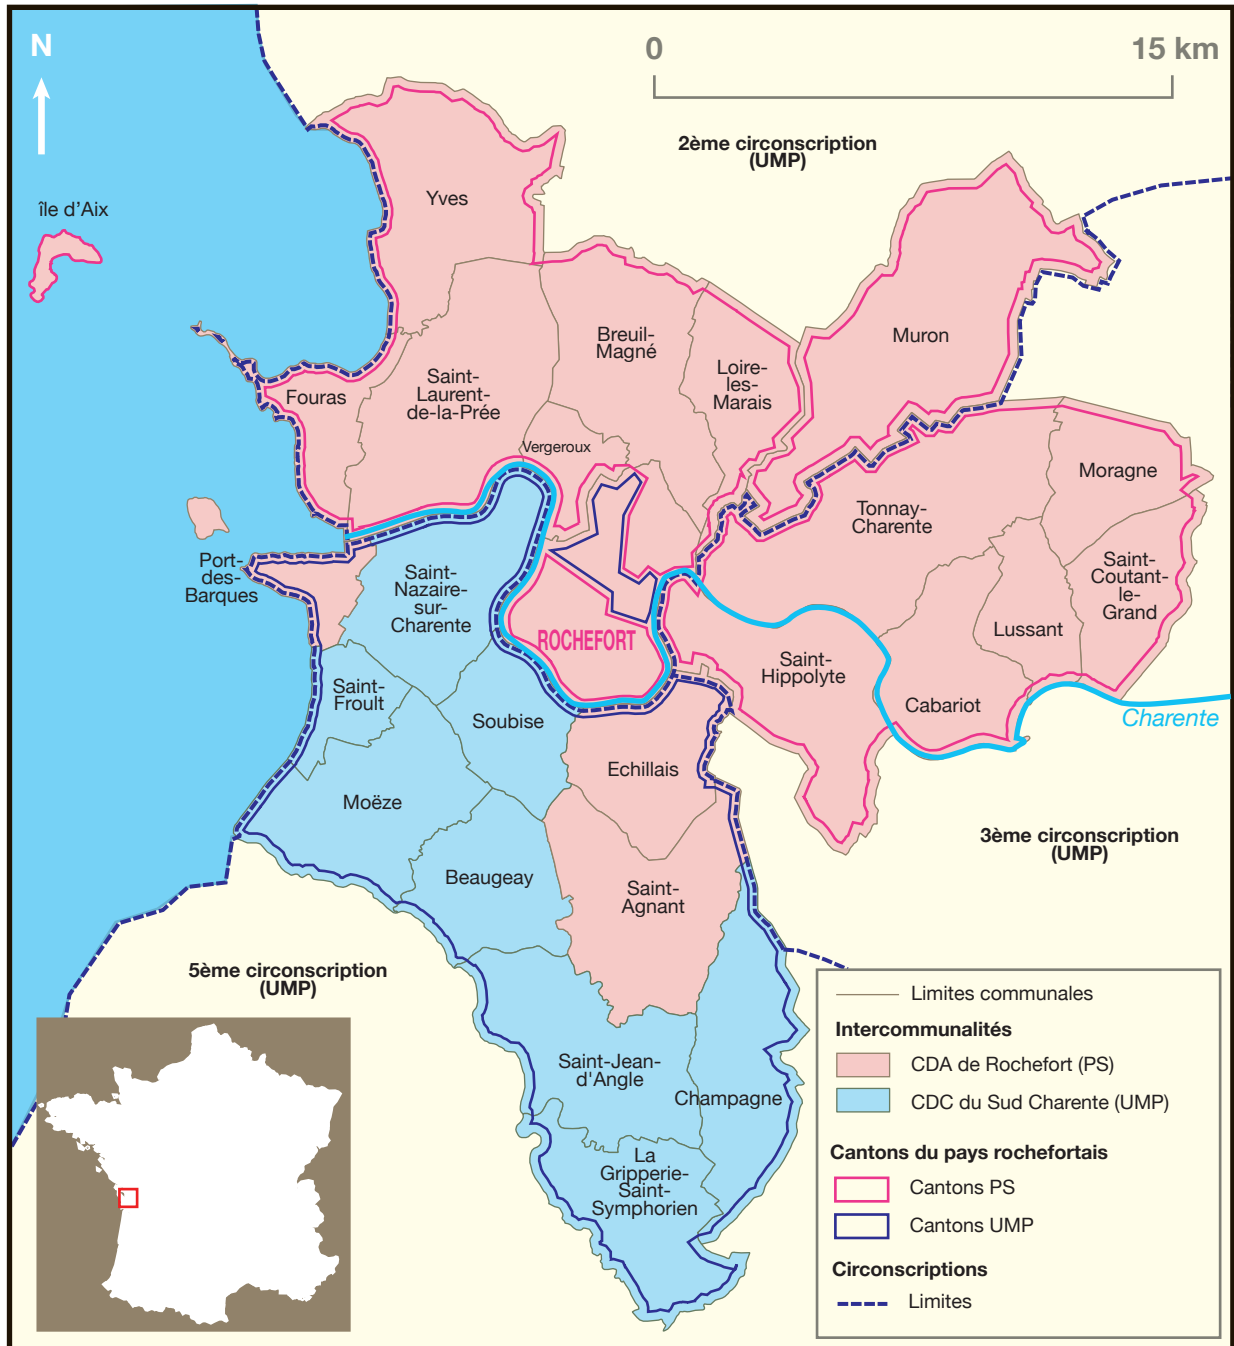 N
0
15 km
2ème circonscription
(UMP)
île d'Aix
Yves
Breuil-
Magné
Muron
Loire-
les-
Marais
Saint-
Laurent-
de-la-Prée
Fouras
Vergeroux
Moragne
Tonnay-
Charente
Port-
des-
Barques
Saint-
Nazaire-
sur-
Charente
Saint-
Coutant-
le-
Grand
Lussant
ROCHEFORT
Saint-
Hippolyte
Saint-
Froult
Soubise
Cabariot
Charente
Echillais
Moëze
3ème circonscription
(UMP)
Beaugeay
Saint-
Agnant
5ème circonscription
(UMP)
Saint-Jean-
d'Angle
Champagne
La
Gripperie-
Saint-
Symphorien
Limites communales
Intercommunalités
CDA de Rochefort (PS)
CDC du Sud Charente (UMP)
Cantons du pays rochefortais
Cantons PS
Cantons UMP
Circonscriptions
Limites